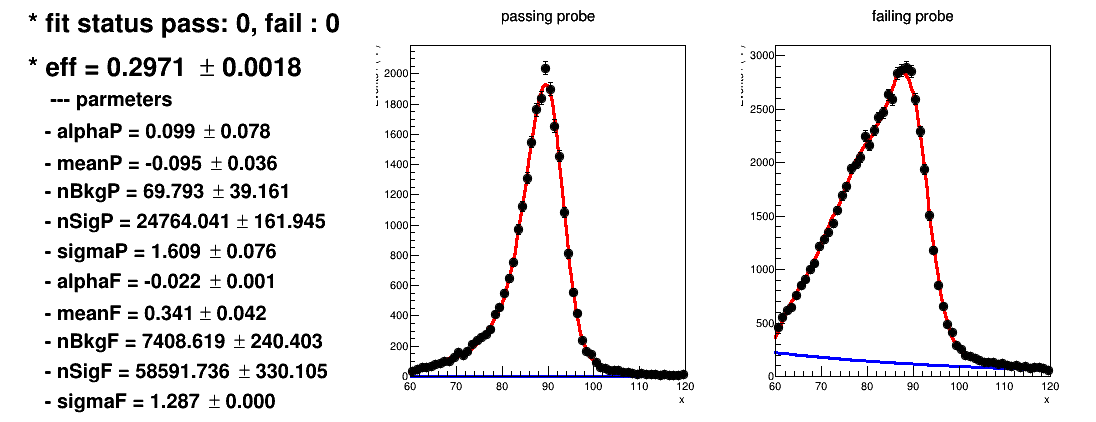 * fit status pass: 0, fail : 0
* eff = 0.2971 ± 0.0018
--- parmeters
- alphaP = 0.099 ± 0.078
- meanP = -0.095 ± 0.036
- nBkgP = 69.793 ± 39.161
- nSigP = 24764.041 ± 161.945
- sigmaP = 1.609 ± 0.076
- alphaF = -0.022 ± 0.001
- meanF = 0.341 ± 0.042
- nBkgF = 7408.619 ± 240.403
- nSigF = 58591.736 ± 330.105
- sigmaF = 1.287 ± 0.000
passing probe
2000
1800
1600
1400
1200
1000
800
600
400
200
0
60 70 80 90 100 110 120
x
failing probe
3000
2500
2000
1500
1000
500
0
60 70 80 90 100 110 120
x